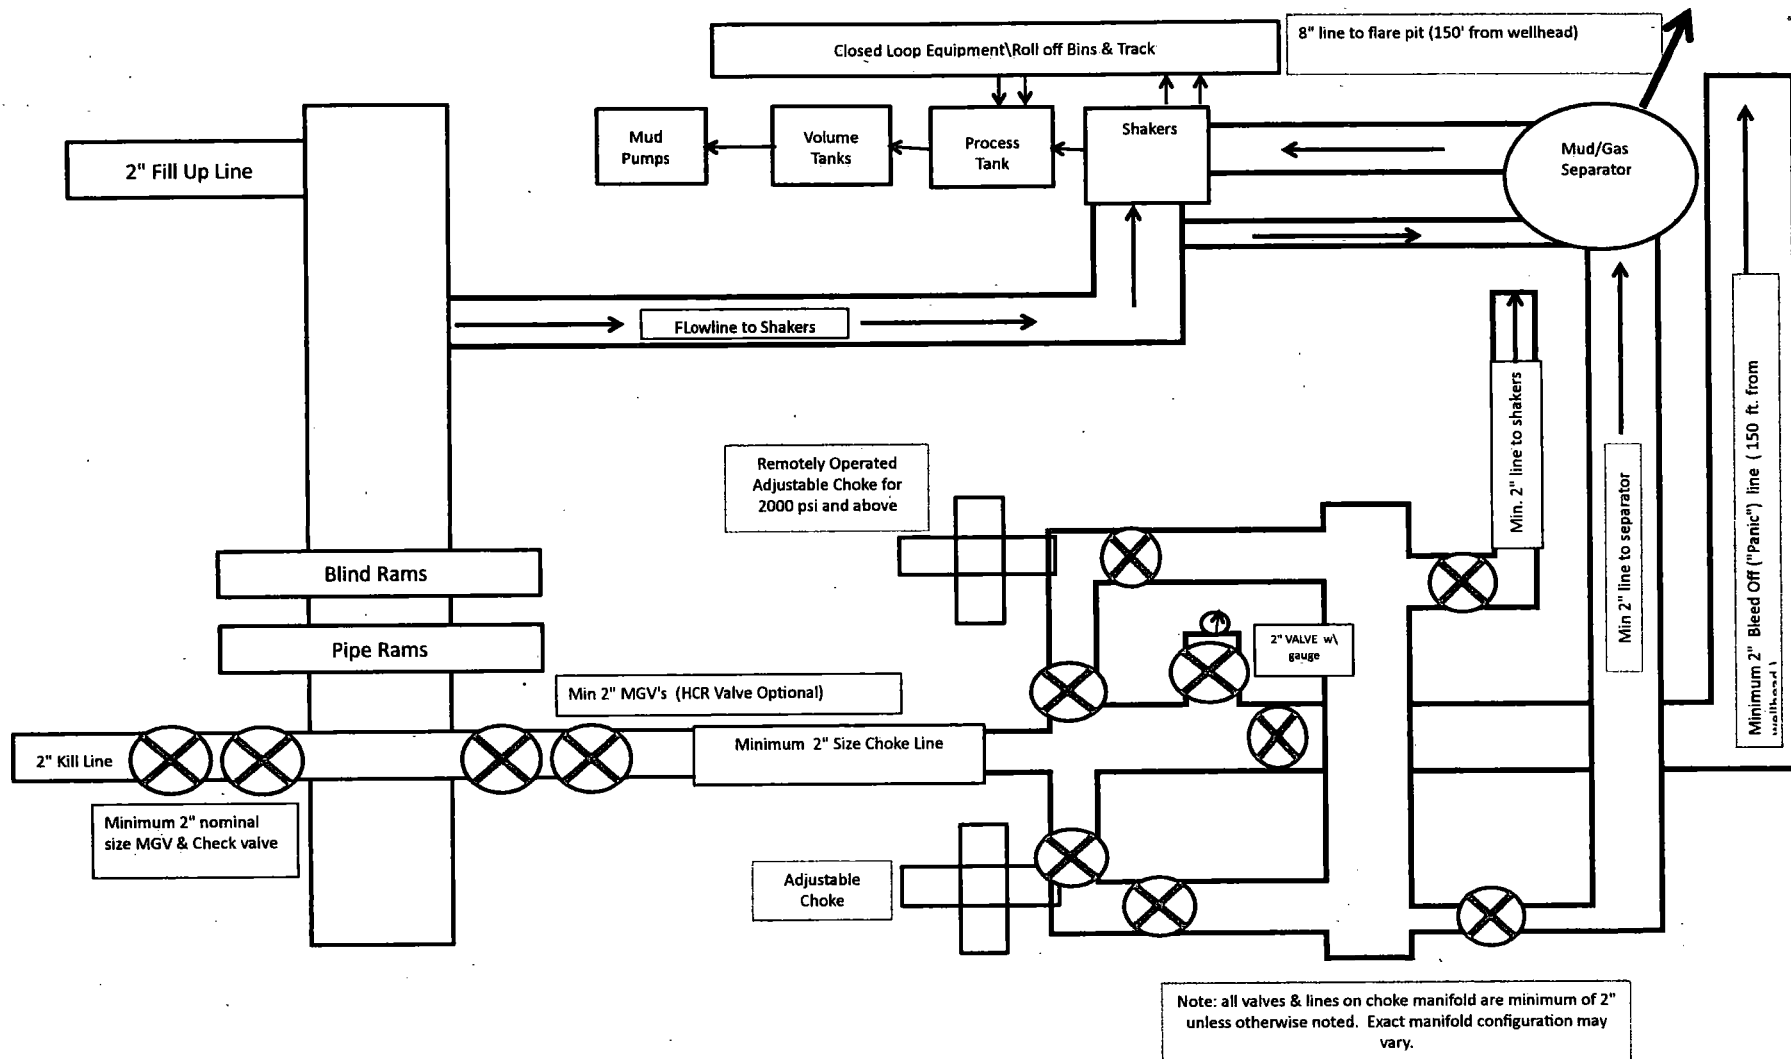 Closed Loop Equipment\Roll off Bins & Track
8" line to flare pit (150' from wellhead)
Mud
Pumps
Volume
Tanks
Process
Tank
Shakers
Mud/Gas
Separator
2" Fill Up Line
FLowline to Shakers
Remotely Operated
Adjustable Choke for
2000 psi and above
Min. 2" line to shakers
Min 2" line to separator
Minimum 2" Bleed Off ("Panic") line ( 150 ft. from
wellhead )
Blind Rams
Pipe Rams
2" VALVE w\
gauge
Min 2" MGV's (HCR Valve Optional)
2" Kill Line
Minimum 2" Size Choke Line
Minimum 2" nominal
size MGV & Check valve
Adjustable
Choke
Note: all valves & lines on choke manifold are minimum of 2"
unless otherwise noted. Exact manifold configuration may
vary.